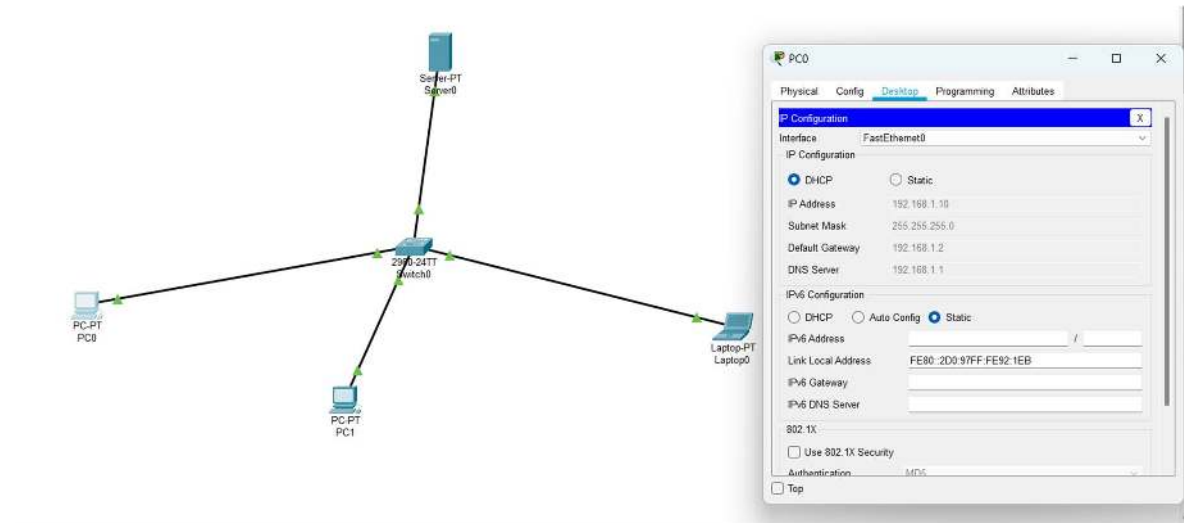 Server-PT
Server0
2960-24TT
Switch0
PC-PT
PC0
PC-PT
PC1
Laptop-PT
Laptop0
PC0
Physical Config Desktop Programming Attributes
IP Configuration X
Interface FastEthernet0
IP Configuration
DHCP Static
IP Address 192.168.1.10
Subnet Mask 255.255.255.0
Default Gateway 192.168.1.2
DNS Server 192.168.1.1
IPv6 Configuration
DHCP Auto Config Static
IPv6 Address /
Link Local Address FE80::2D0:97FF:FE92:1EB
IPv6 Gateway
IPv6 DNS Server
802.1X
Use 802.1X Security
Authentication MD5
Top